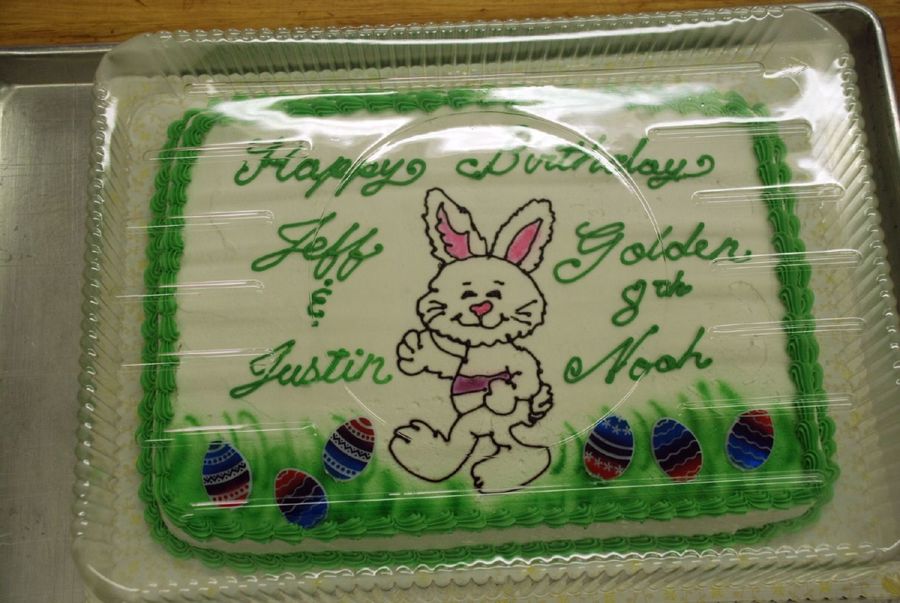 Happy Birthday
Jeff
&
Justin
Golden
8th
Noah